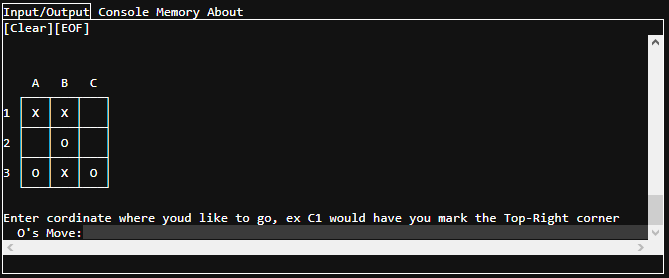 Input/Output Console Memory About
[Clear][EOF]
A B C
1 X X
2 O
3 O X O
Enter cordinate where youd like to go, ex C1 would have you mark the Top-Right corner
O's Move: